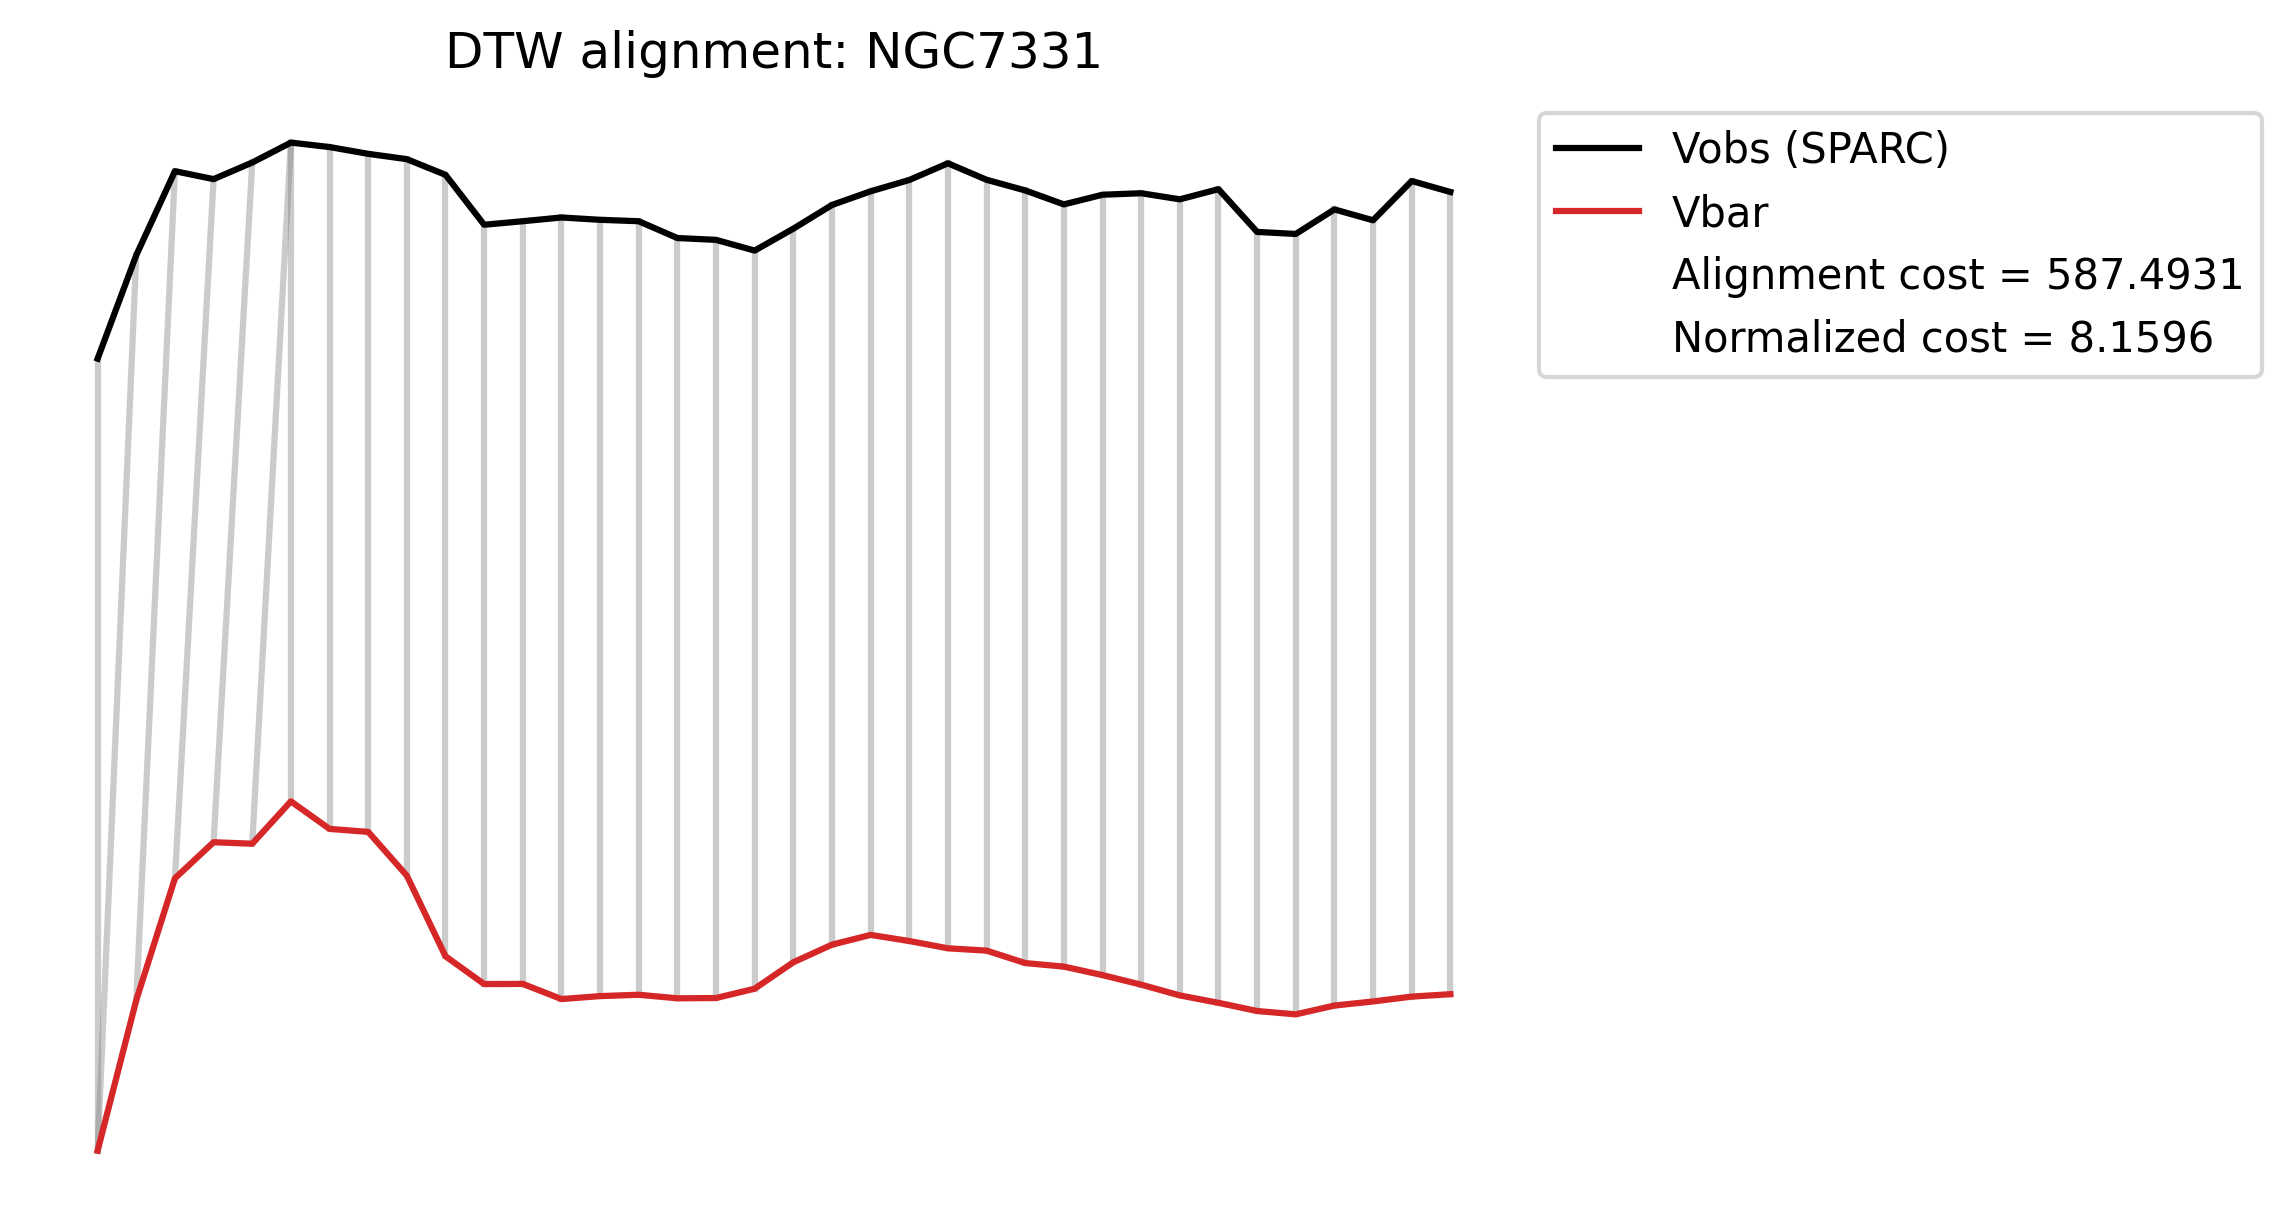 DTW alignment: NGC7331
Vobs (SPARC)
Vbar
Alignment cost = 587.4931
Normalized cost = 8.1596